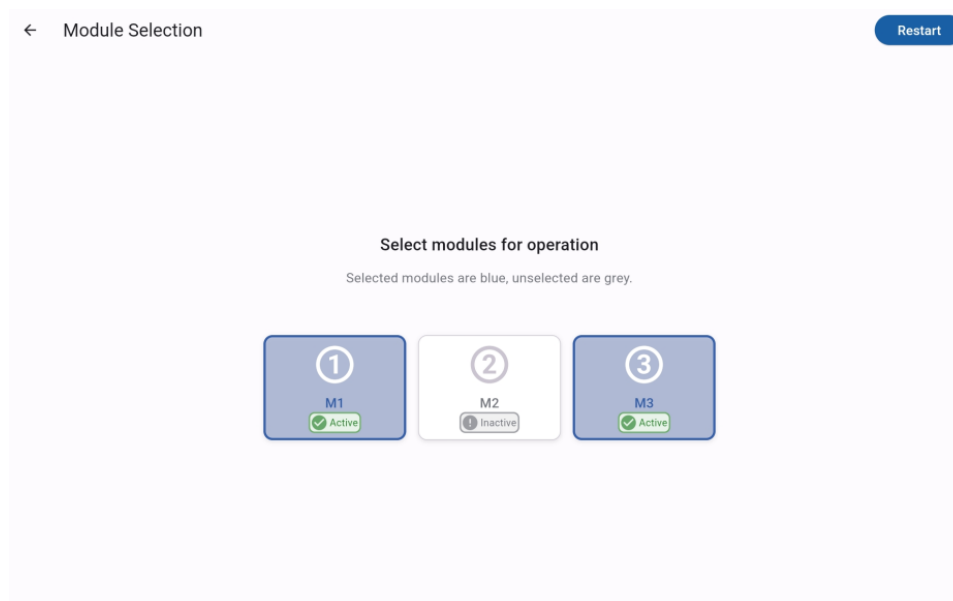 Module Selection
Restart
Select modules for operation
Selected modules are blue, unselected are grey.
1
2
3
M1
M2
M3
Active
Inactive
Active